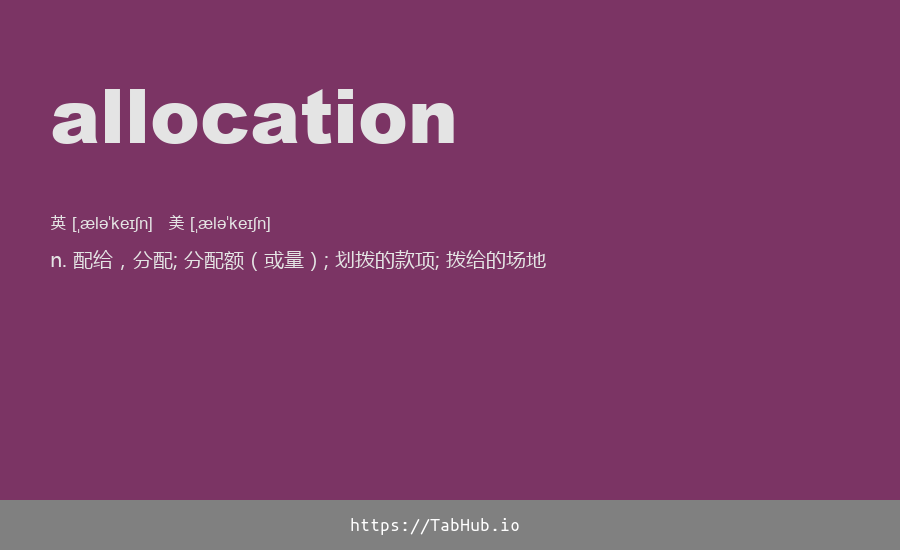 allocation
英 [ˌæləˈkeɪʃn] 美 [ˌæləˈkeɪʃn]
n. 配给，分配; 分配额（或量）; 划拨的款项; 拨给的场地
https://TabHub.io